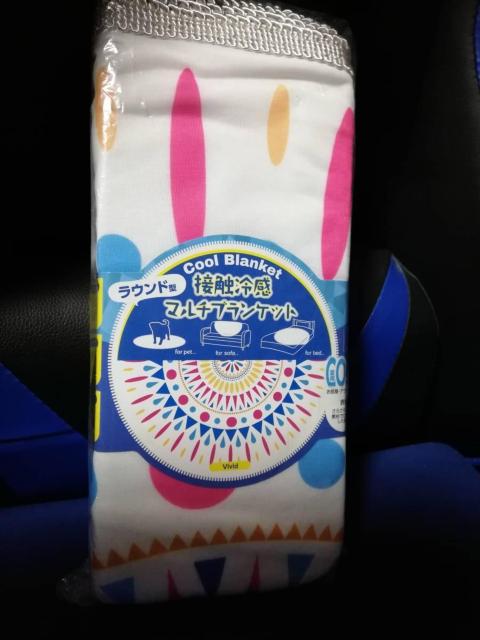 Cool Blanket
ラウンド型
接触冷感
マルチブランケット
for pet...
for sofa...
for bed...
Vivid